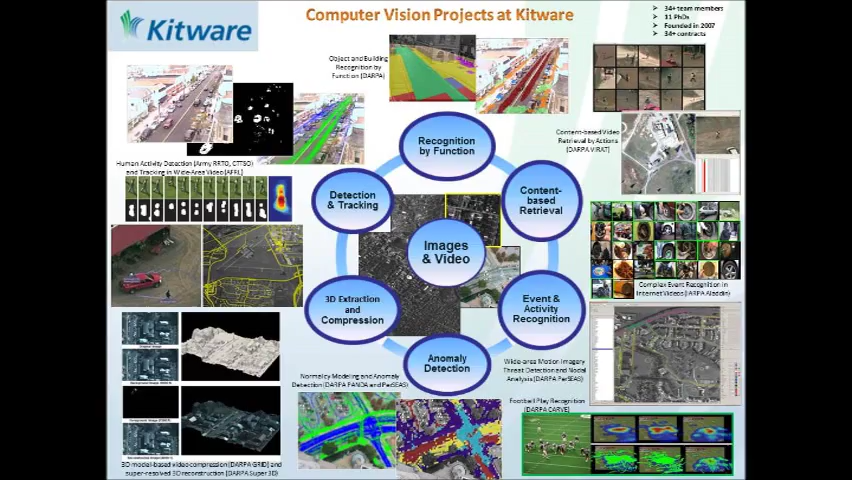 Kitware
Computer Vision Projects at Kitware
34+ team members
11 PhDs
Founded in 2007
34+ contracts
Object and Building
Recognition by
Function (DARPA)
Content-based Video
Retrieval by Actions
(DARPA VIRAT)
Human Activity Detection (Army RRTO, CTTSO)
and Tracking in Wide-Area Video (AFRL)
Recognition
by Function
Detection
& Tracking
Content-
based
Retrieval
Images
& Video
3D Extraction
and
Compression
Event &
Activity
Recognition
Anomaly
Detection
Complex Event Recognition in
Internet Videos (IARPA Aladdin)
Wide-area Motion Imagery
Threat Detection and Nodal
Analysis (DARPA PerSEAS)
Normalcy Modeling and Anomaly
Detection (DARPA PANDA and PerSEAS)
Football Play Recognition
(DARPA CARVE)
3D model-based video compression (DARPA GRID) and
super-resolved 3D reconstruction (DARPA Super 3D)